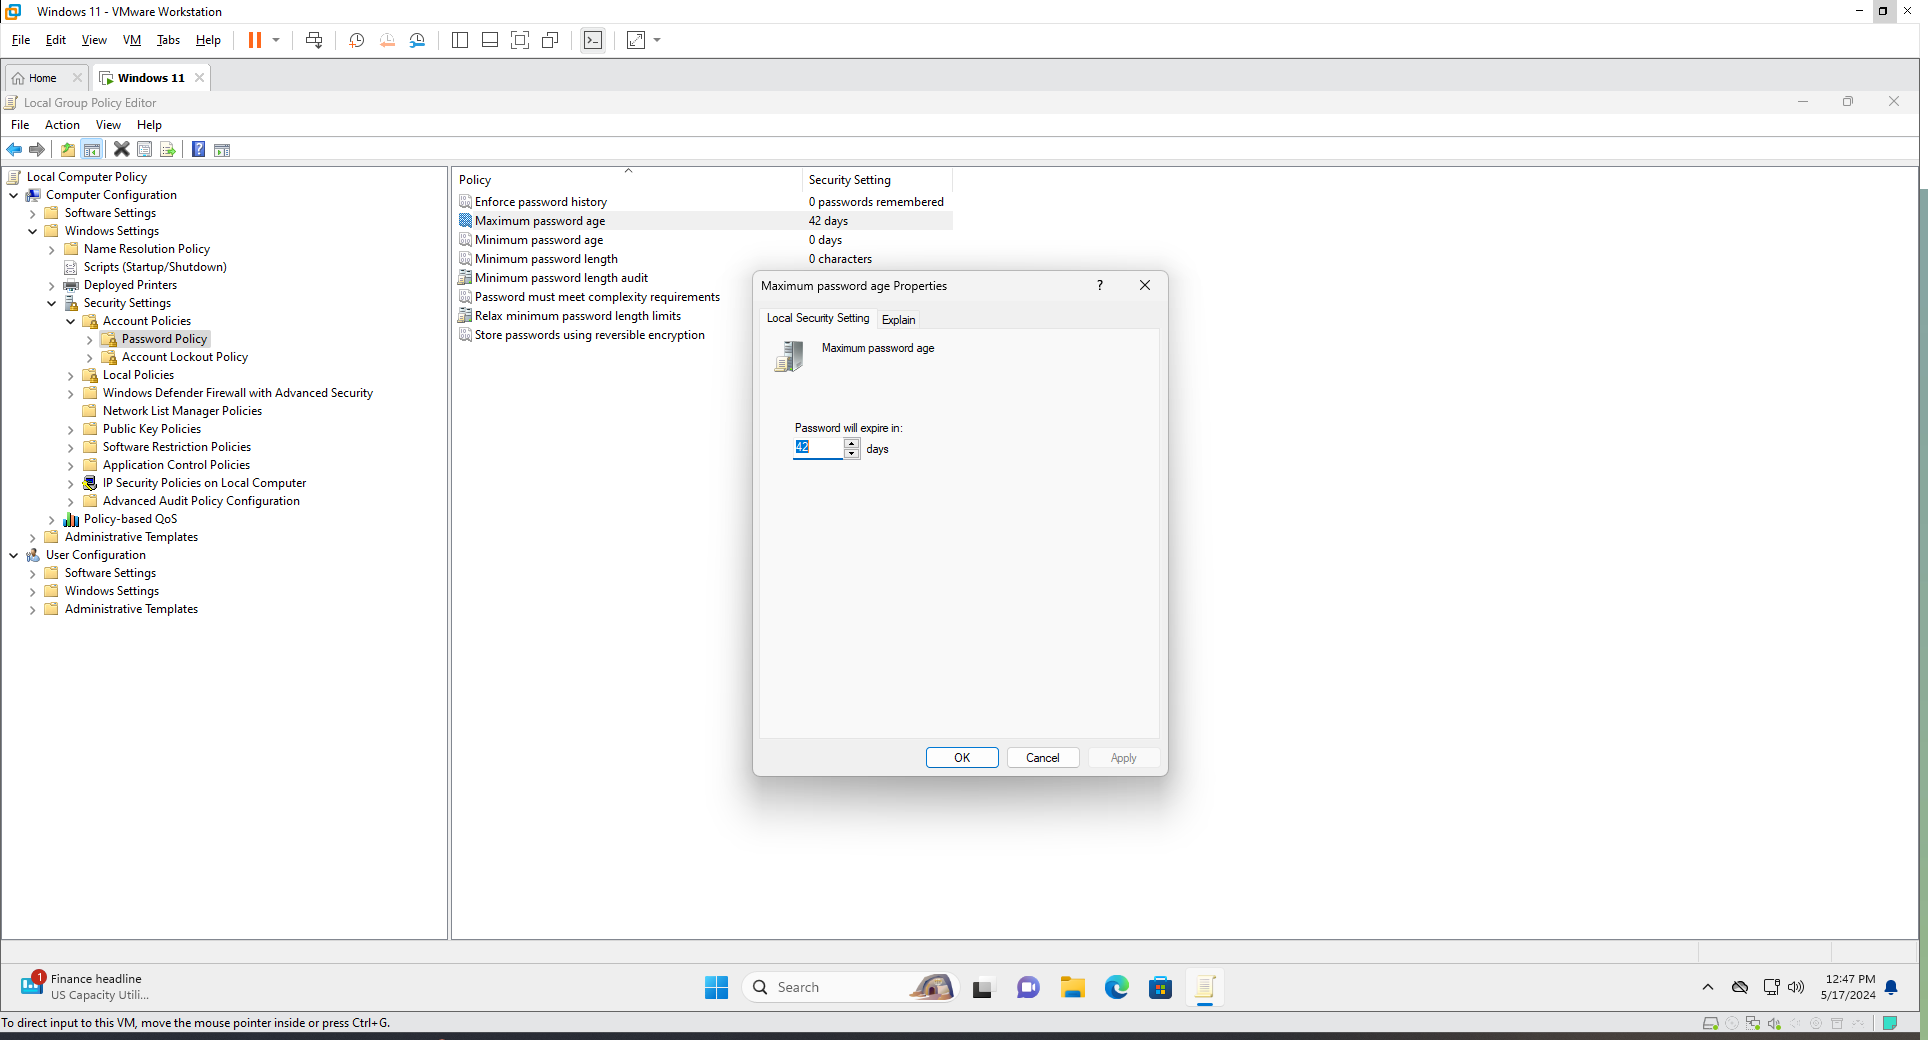 Windows 11 - VMware Workstation
File Edit View VM Tabs Help
Home Windows 11
Local Group Policy Editor
File Action View Help
Local Computer Policy
Computer Configuration
Software Settings
Windows Settings
Name Resolution Policy
Scripts (Startup/Shutdown)
Deployed Printers
Security Settings
Account Policies
Password Policy
Account Lockout Policy
Local Policies
Windows Defender Firewall with Advanced Security
Network List Manager Policies
Public Key Policies
Software Restriction Policies
Application Control Policies
IP Security Policies on Local Computer
Advanced Audit Policy Configuration
Policy-based QoS
Administrative Templates
User Configuration
Software Settings
Windows Settings
Administrative Templates
Policy Security Setting
Enforce password history 0 passwords remembered
Maximum password age 42 days
Minimum password age 0 days
Minimum password length 0 characters
Minimum password length audit
Password must meet complexity requirements
Relax minimum password length limits
Store passwords using reversible encryption
Maximum password age Properties ?
Local Security Setting Explain
Maximum password age
Password will expire in:
42 days
OK Cancel Apply
1 Finance headline
US Capacity Utili...
Search
12:47 PM
5/17/2024
To direct input to this VM, move the mouse pointer inside or press Ctrl+G.